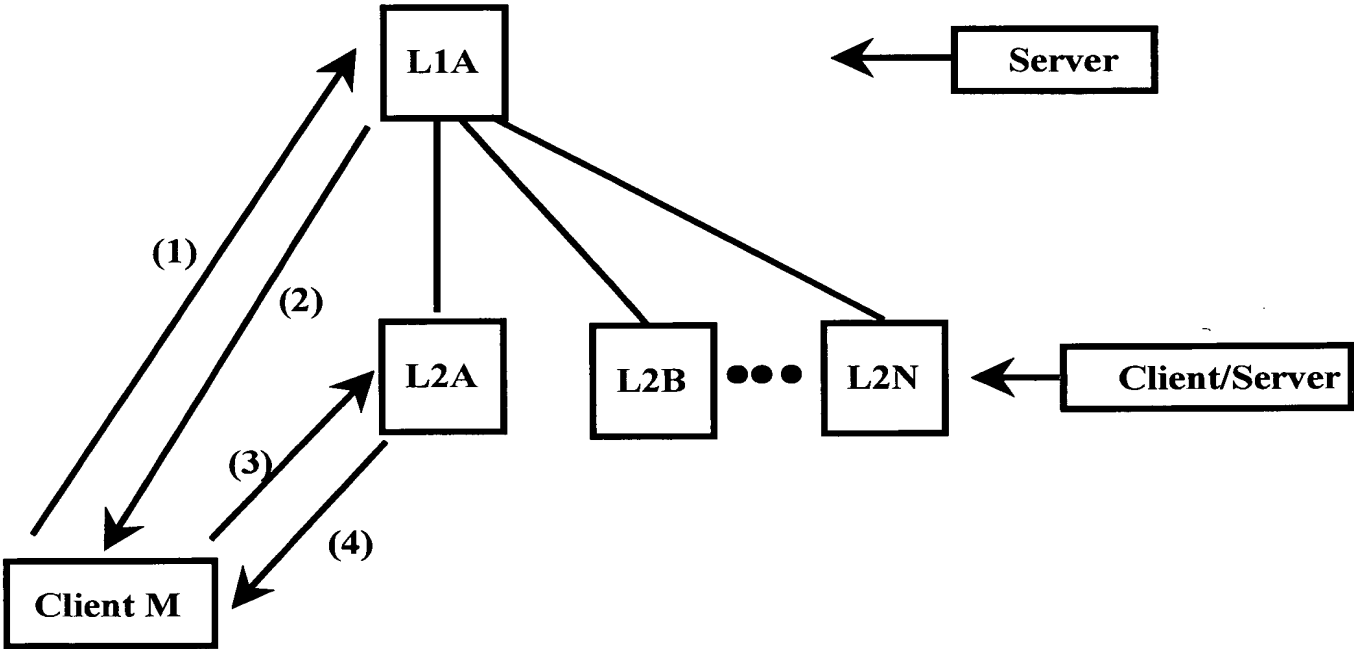 L1A
Server
(1)
(2)
L2A
L2B
L2N
Client/Server
(3)
(4)
Client M